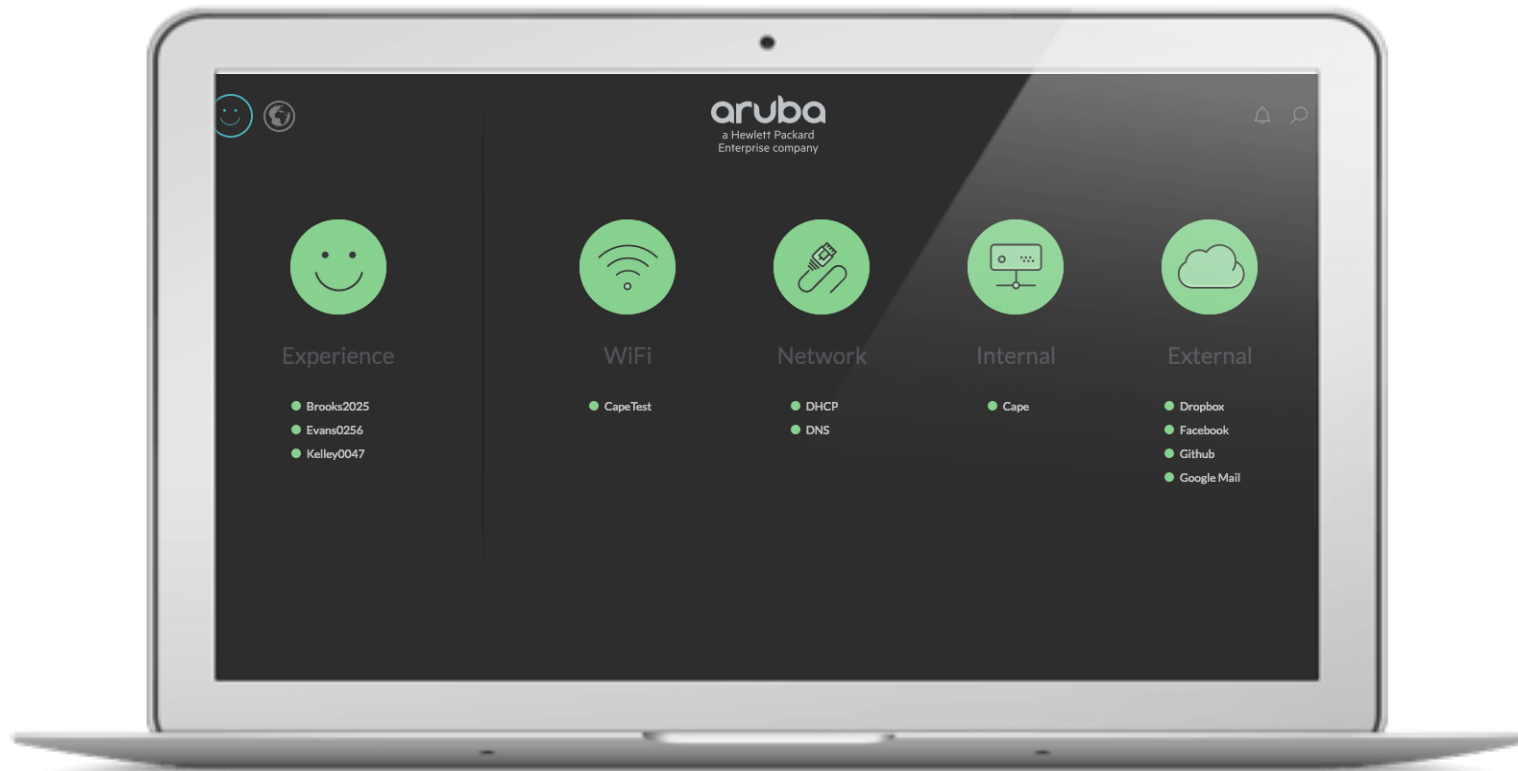 aruba
a Hewlett Packard
Enterprise company
Experience
Brooks2025
Evans0256
Kelley0047
WiFi
CapeTest
Network
DHCP
DNS
Internal
Cape
External
Dropbox
Facebook
Github
Google Mail